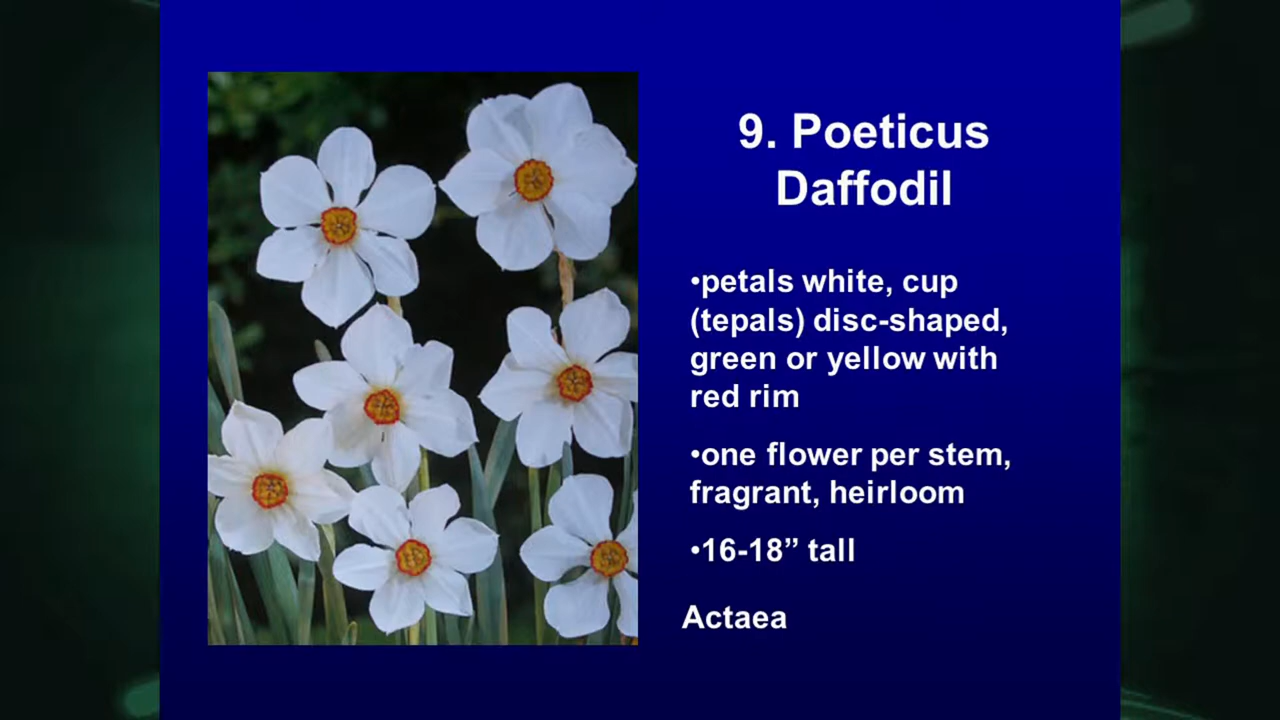 9. Poeticus
Daffodil
•petals white, cup
(tepals) disc-shaped,
green or yellow with
red rim
•one flower per stem,
fragrant, heirloom
•16-18” tall
Actaea